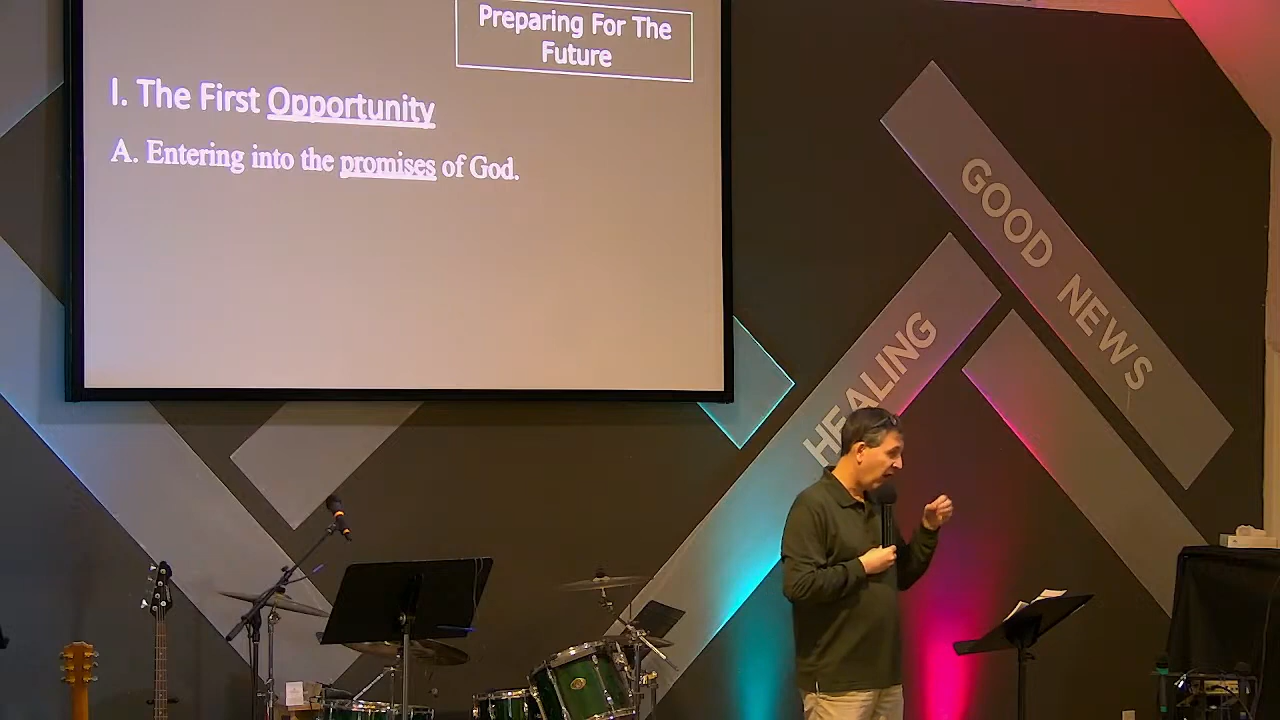 Preparing For The
Future
I. The First Opportunity
A. Entering into the promises of God.
GOOD NEWS
HEALING